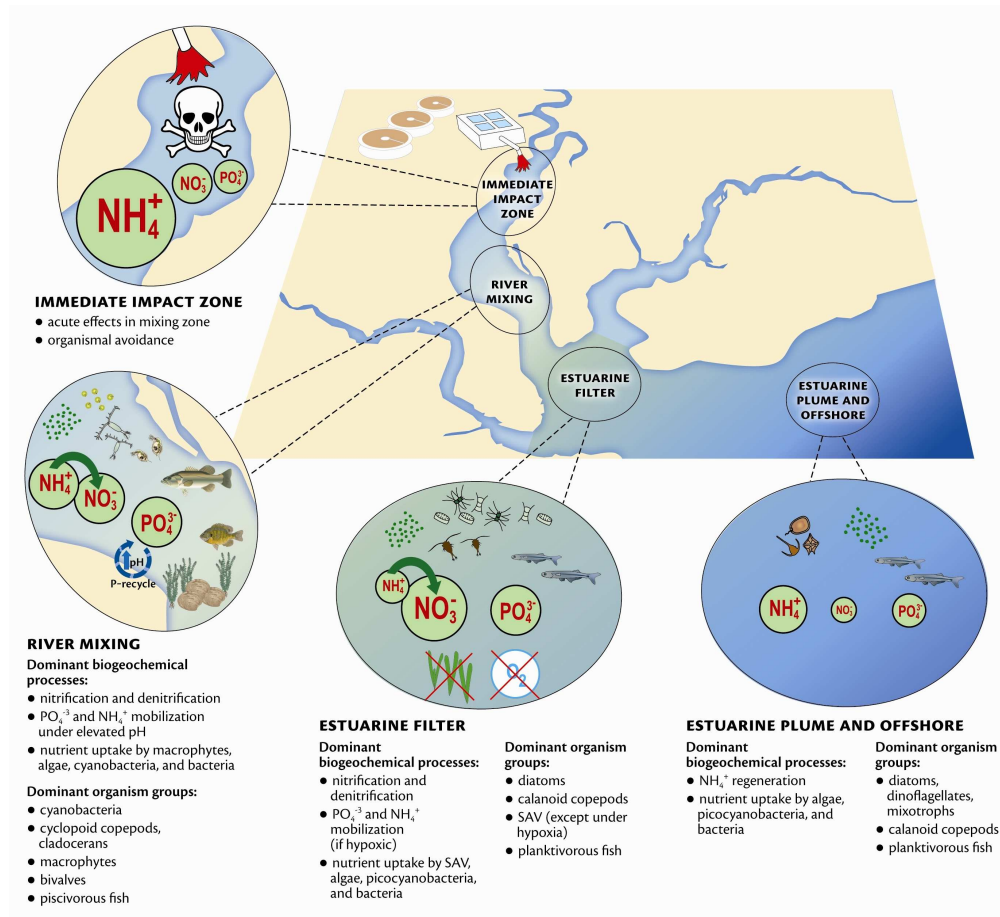 NH₄⁺
NO₃⁻
PO₄³⁻
IMMEDIATE IMPACT ZONE
● acute effects in mixing zone
● organismal avoidance
IMMEDIATE
IMPACT
ZONE
RIVER
MIXING
ESTUARINE
FILTER
ESTUARINE
PLUME AND
OFFSHORE
NH₄⁺
NO₃⁻
PO₄³⁻
pH
P-recycle
RIVER MIXING
Dominant biogeochemical
processes:
● nitrification and denitrification
● PO₄⁻³ and NH₄⁺ mobilization
under elevated pH
● nutrient uptake by macrophytes,
algae, cyanobacteria, and bacteria
Dominant organism groups:
● cyanobacteria
● cyclopoid copepods,
cladocerans
● macrophytes
● bivalves
● piscivorous fish
NH₄⁺
NO₃⁻
PO₄³⁻
O₂
ESTUARINE FILTER
Dominant
biogeochemical processes:
● nitrification and
denitrification
● PO₄⁻³ and NH₄⁺
mobilization
(if hypoxic)
● nutrient uptake by SAV,
algae, picocyanobacteria,
and bacteria
Dominant organism
groups:
● diatoms
● calanoid copepods
● SAV (except under
hypoxia)
● planktivorous fish
NH₄⁺
NO₃⁻
PO₄³⁻
ESTUARINE PLUME AND OFFSHORE
Dominant
biogeochemical processes:
● NH₄⁺ regeneration
● nutrient uptake by algae,
picocyanobacteria, and
bacteria
Dominant organism
groups:
● diatoms,
dinoflagellates,
mixotrophs
● calanoid copepods
● planktivorous fish